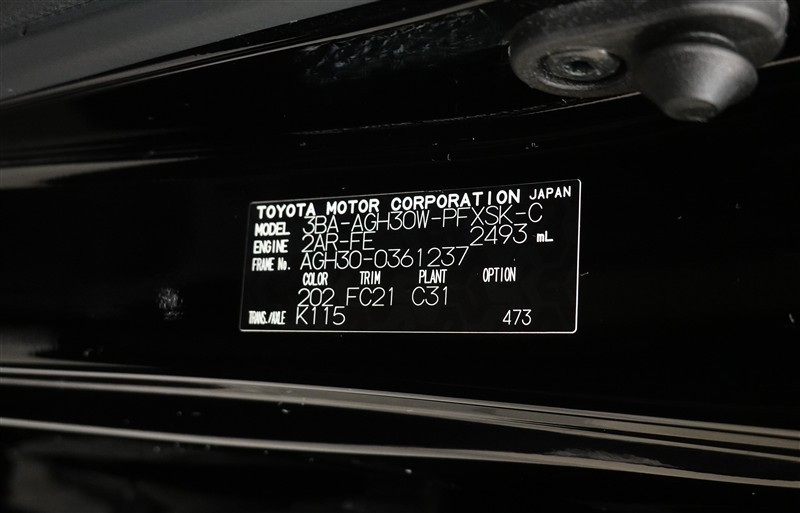 TOYOTA MOTOR CORPORATION JAPAN
MODEL 3BA-AGH30W-PFXSK-C
ENGINE 2AR-FE 2493 mL
FRAME No. AGH30-0361237
COLOR TRIM PLANT OPTION
202 FC21 C31
TRANS./AXLE K115 473